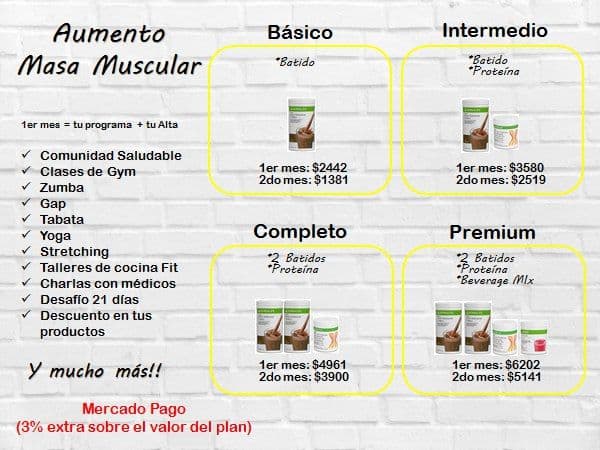 Aumento
Masa Muscular
1er mes = tu programa + tu Alta
✓ Comunidad Saludable
✓ Clases de Gym
✓ Zumba
✓ Gap
✓ Tabata
✓ Yoga
✓ Stretching
✓ Talleres de cocina Fit
✓ Charlas con médicos
✓ Desafío 21 días
✓ Descuento en tus
productos
Y mucho más!!
Mercado Pago
(3% extra sobre el valor del plan)
Básico
*Batido
1er mes: $2442
2do mes: $1381
Intermedio
*Batido
*Proteína
1er mes: $3580
2do mes: $2519
Completo
*2 Batidos
*Proteína
1er mes: $4961
2do mes: $3900
Premium
*2 Batidos
*Proteína
*Beverage MIx
1er mes: $6202
2do mes: $5141